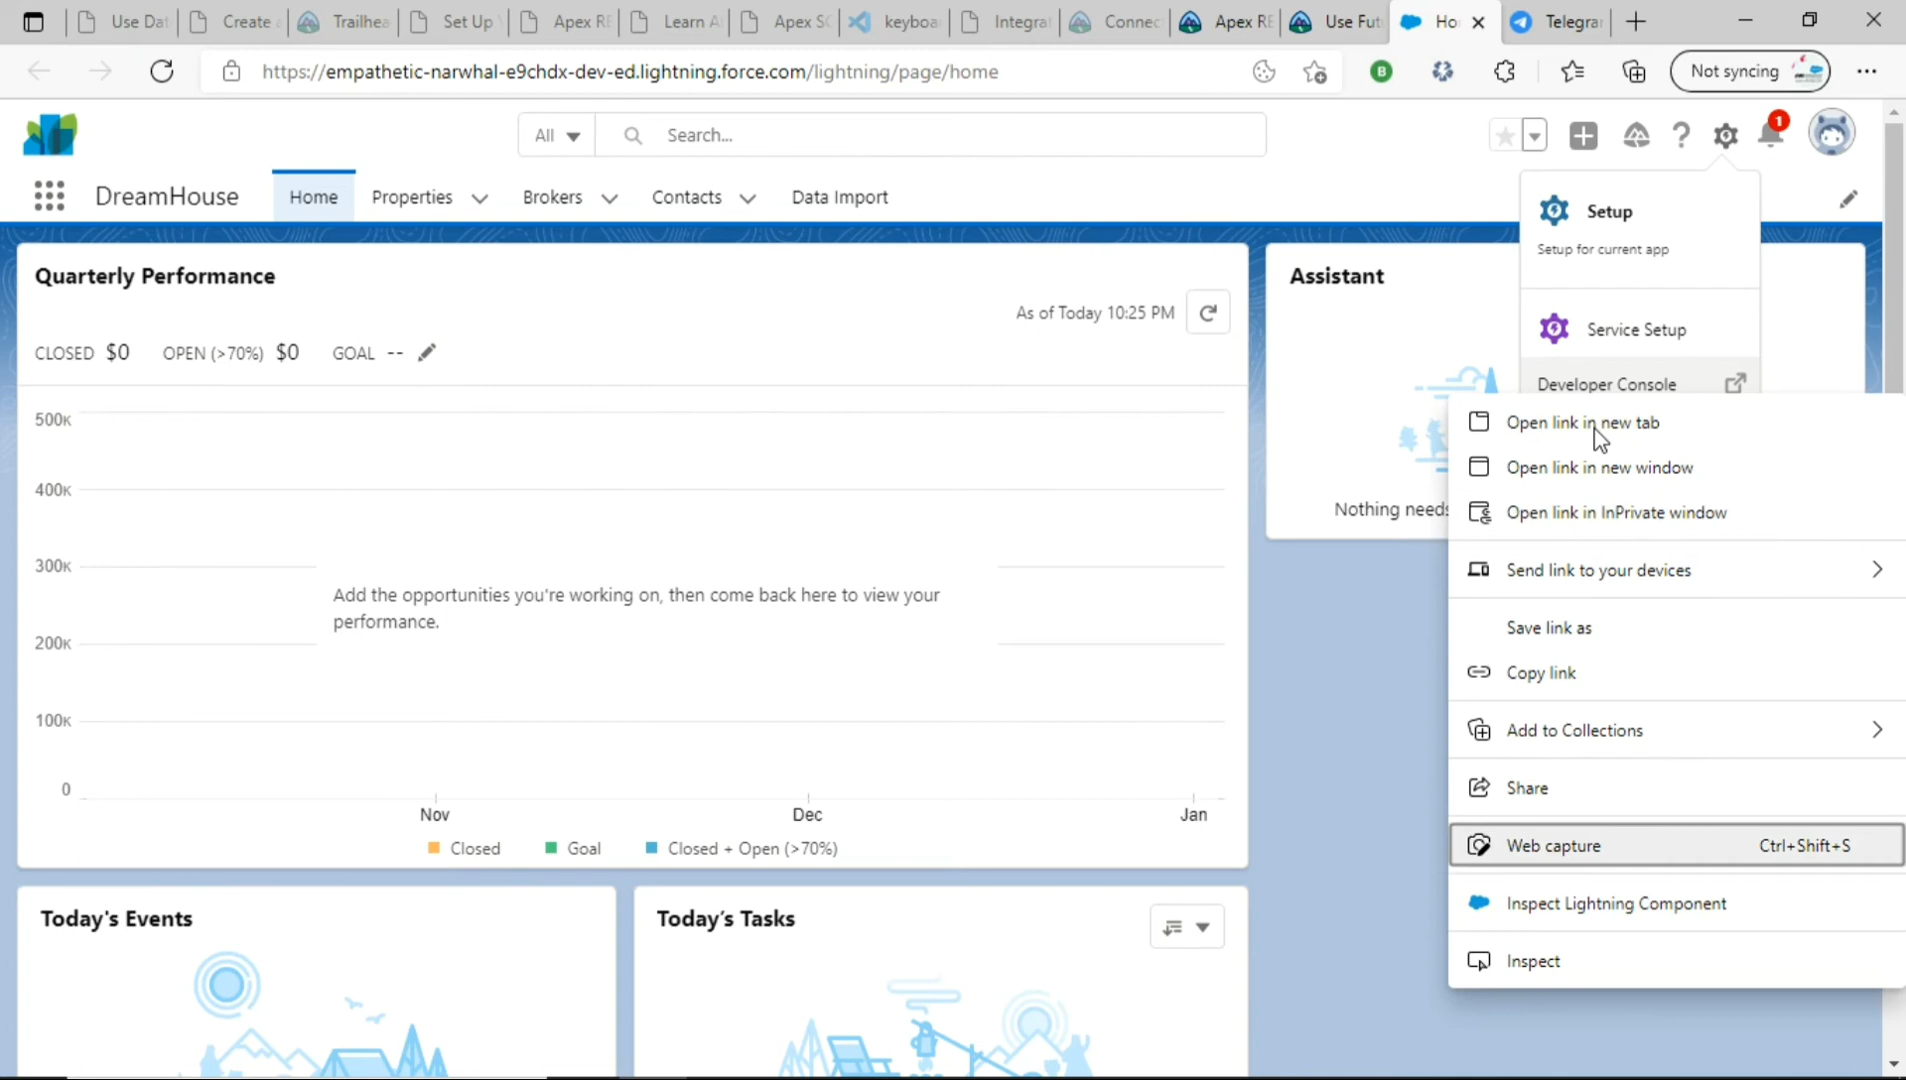 Use Dat
Create a
Trailhea
Set Up V
Apex RE
Learn A
Apex SO
keyboa
Integra
Connec
Apex RE
Use Fut
Ho
Telegra
https://empathetic-narwhal-e9chdx-dev-ed.lightning.force.com/lightning/page/home
B
Not syncing
All
Search...
1
DreamHouse
Home
Properties
Brokers
Contacts
Data Import
Setup
Setup for current app
Service Setup
Developer Console
Quarterly Performance
As of Today 10:25 PM
CLOSED $0 OPEN (>70%) $0 GOAL --
500K
400K
300K
200K
100K
0
Add the opportunities you're working on, then come back here to view your
performance.
Nov Dec Jan
Closed Goal Closed + Open (>70%)
Assistant
Nothing needs
Open link in new tab
Open link in new window
Open link in InPrivate window
Send link to your devices
Save link as
Copy link
Add to Collections
Share
Web capture Ctrl+Shift+S
Inspect Lightning Component
Inspect
Today's Events
Today's Tasks